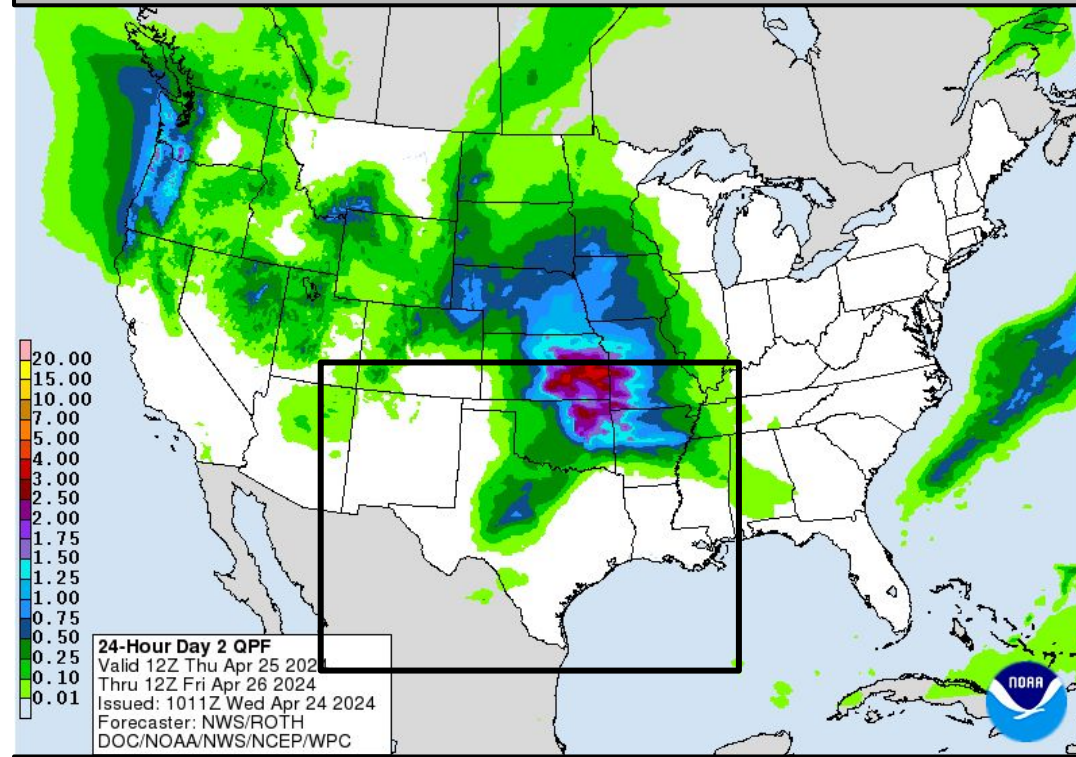 20.00
15.00
10.00
7.00
5.00
4.00
3.00
2.50
2.00
1.75
1.50
1.25
1.00
0.75
0.50
0.25
0.10
0.01
24-Hour Day 2 QPF
Valid 12Z Thu Apr 25 2024
Thru 12Z Fri Apr 26 2024
Issued: 1011Z Wed Apr 24 2024
Forecaster: NWS/ROTH
DOC/NOAA/NWS/NCEP/WPC
NOAA